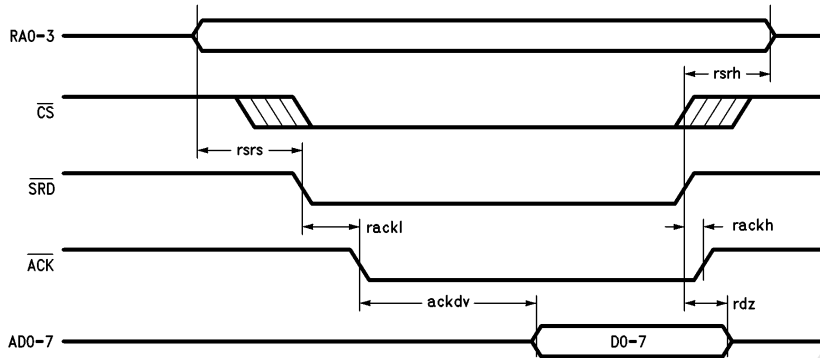 RA0-3
rsrh
CS
rsrs
SRD
rackl
rackh
ACK
ackdv
rdz
AD0-7
D0-7